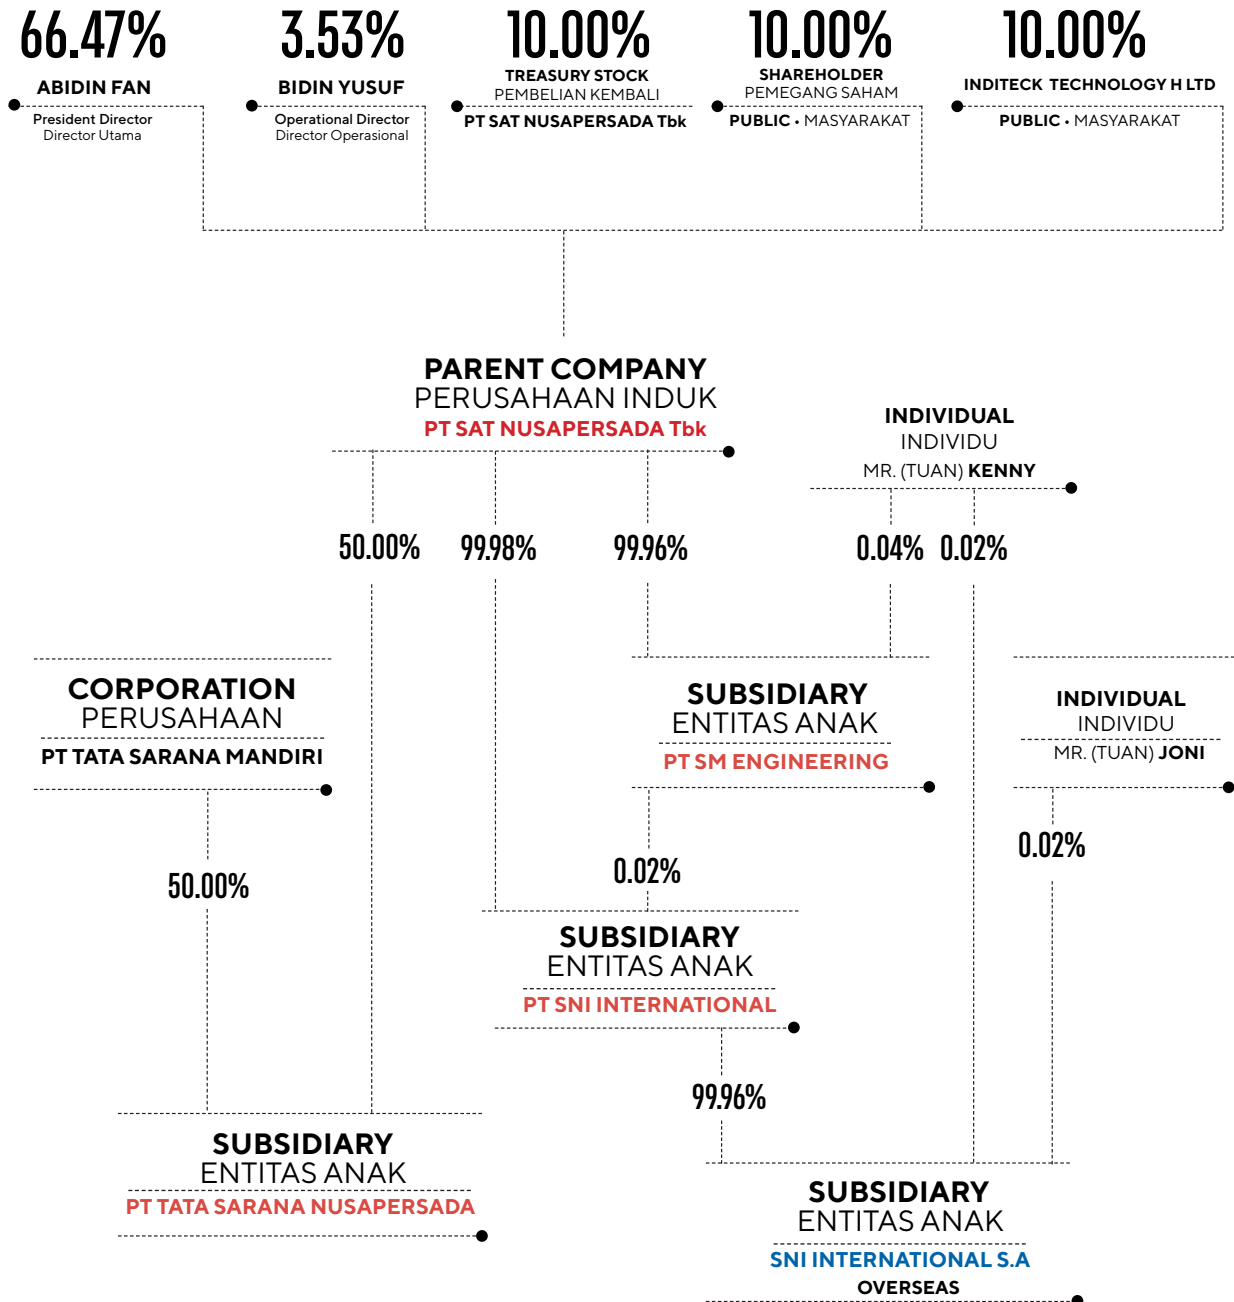 66.47%
ABIDIN FAN
President Director
Director Utama
3.53%
BIDIN YUSUF
Operational Director
Director Operasional
10.00%
TREASURY STOCK
PEMBELIAN KEMBALI
PT SAT NUSAPERSADA Tbk
10.00%
SHAREHOLDER
PEMEGANG SAHAM
PUBLIC • MASYARAKAT
10.00%
INDITECK TECHNOLOGY H LTD
PUBLIC • MASYARAKAT
PARENT COMPANY
PERUSAHAAN INDUK
PT SAT NUSAPERSADA Tbk
INDIVIDUAL
INDIVIDU
MR. (TUAN) KENNY
50.00%
99.98%
99.96%
0.04%
0.02%
CORPORATION
PERUSAHAAN
PT TATA SARANA MANDIRI
SUBSIDIARY
ENTITAS ANAK
PT SM ENGINEERING
INDIVIDUAL
INDIVIDU
MR. (TUAN) JONI
50.00%
0.02%
0.02%
SUBSIDIARY
ENTITAS ANAK
PT SNI INTERNATIONAL
99.96%
SUBSIDIARY
ENTITAS ANAK
PT TATA SARANA NUSAPERSADA
SUBSIDIARY
ENTITAS ANAK
SNI INTERNATIONAL S.A
OVERSEAS